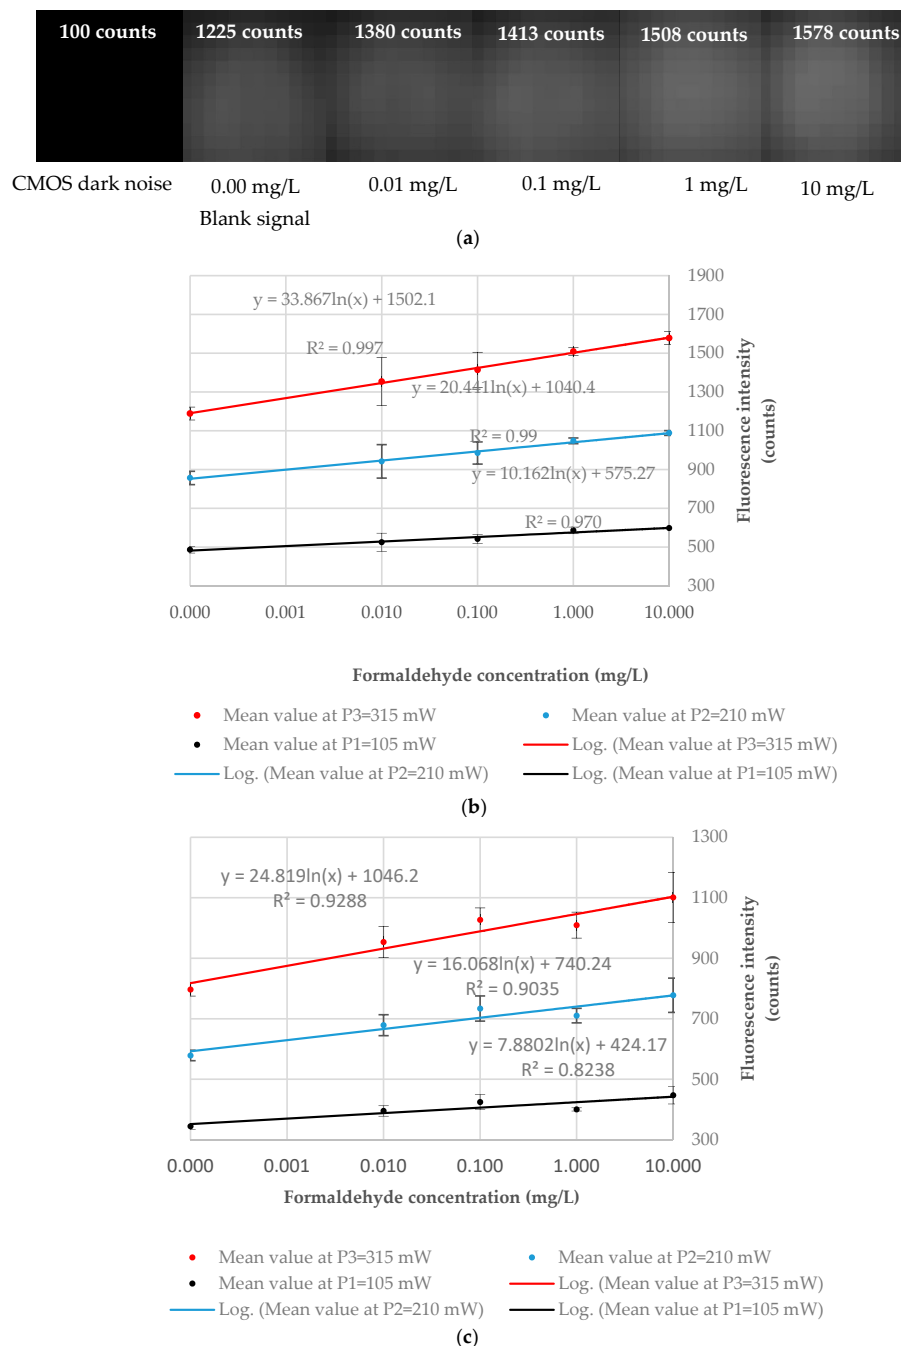 100 counts 1225 counts 1380 counts 1413 counts 1508 counts 1578 counts
CMOS dark noise 0.00 mg/L 0.01 mg/L 0.1 mg/L 1 mg/L 10 mg/L
Blank signal
(a)
1900
y = 33.867ln(x) + 1502.1
1700
R² = 0.997
1500
y = 20.441ln(x) + 1040.4
1300
R² = 0.99
1100
y = 10.162ln(x) + 575.27
900
R² = 0.970
700
500
300
Fluorescence intensity
(counts)
0.000 0.001 0.010 0.100 1.000 10.000
Formaldehyde concentration (mg/L)
Mean value at P3=315 mW Mean value at P2=210 mW
Mean value at P1=105 mW Log. (Mean value at P3=315 mW)
Log. (Mean value at P2=210 mW) Log. (Mean value at P1=105 mW)
(b)
1300
y = 24.819ln(x) + 1046.2
R² = 0.9288
1100
900
y = 16.068ln(x) + 740.24
R² = 0.9035
700
y = 7.8802ln(x) + 424.17
R² = 0.8238
500
300
Fluorescence intensity
(counts)
0.000 0.001 0.010 0.100 1.000 10.000
Formaldehyde concentration (mg/L)
Mean value at P3=315 mW Mean value at P2=210 mW
Mean value at P1=105 mW Log. (Mean value at P3=315 mW)
Log. (Mean value at P2=210 mW) Log. (Mean value at P1=105 mW)
(c)